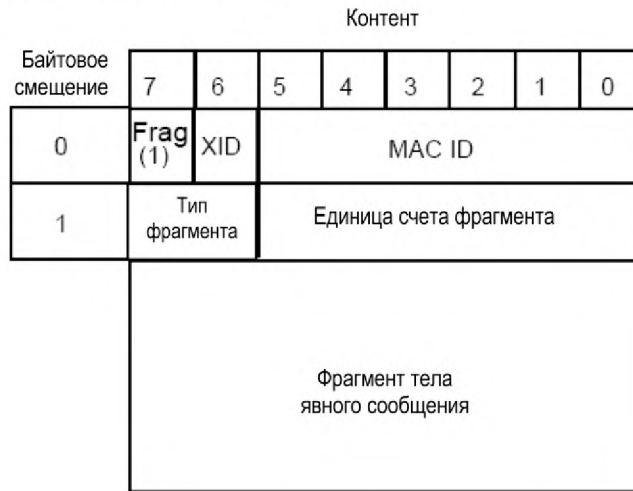 Контент
Байтовое
смещение
7 6 5 4 3 2 1 0
0 Frag
(1) XID MAC ID
1 Тип
фрагмента Единица счета фрагмента
Фрагмент тела
явного сообщения